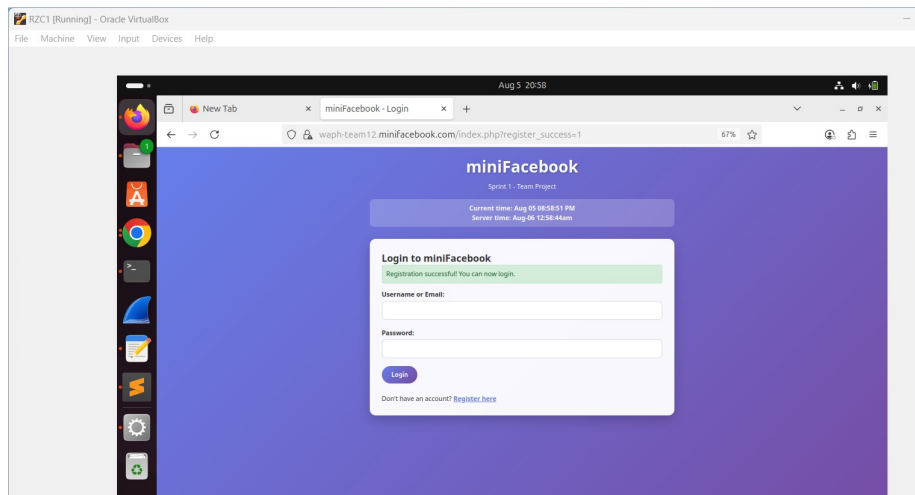 RZC1 [Running] - Oracle VirtualBox
File Machine View Input Devices Help
Aug 5 20:58
New Tab
miniFacebook - Login
waph-team12.minifacebook.com/index.php?register_success=1
67%
1
miniFacebook
Sprint 1 - Team Project
Current time: Aug 05 08:58:51 PM
Server time: Aug-06 12:58:44am
Login to miniFacebook
Registration successful! You can now login.
Username or Email:
Password:
Login
Don't have an account? Register here